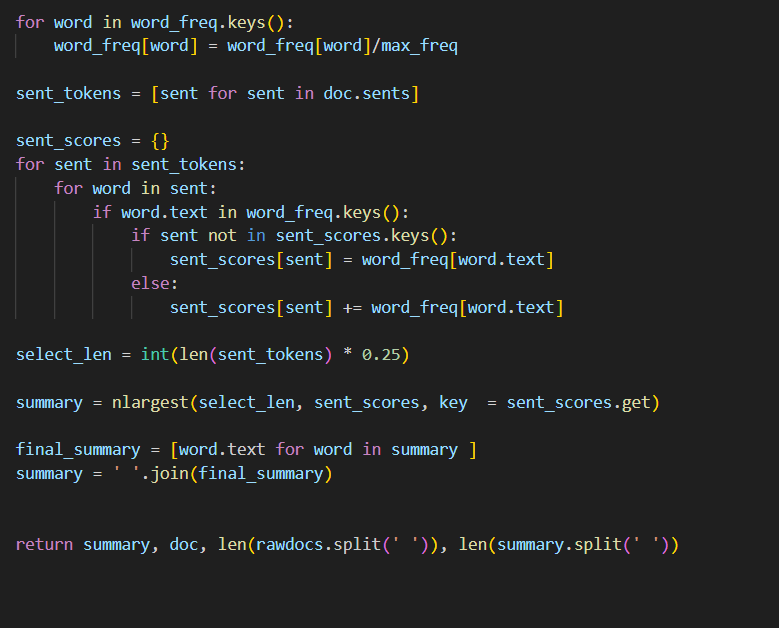 for word in word_freq.keys():
    word_freq[word] = word_freq[word]/max_freq
sent_tokens = [sent for sent in doc.sents]
sent_scores = {}
for sent in sent_tokens:
    for word in sent:
        if word.text in word_freq.keys():
            if sent not in sent_scores.keys():
                sent_scores[sent] = word_freq[word.text]
            else:
                sent_scores[sent] += word_freq[word.text]
select_len = int(len(sent_tokens) * 0.25)
summary = nlargest(select_len, sent_scores, key  = sent_scores.get)
final_summary = [word.text for word in summary ]
summary = ' '.join(final_summary)
return summary, doc, len(rawdocs.split(' ')), len(summary.split(' '))